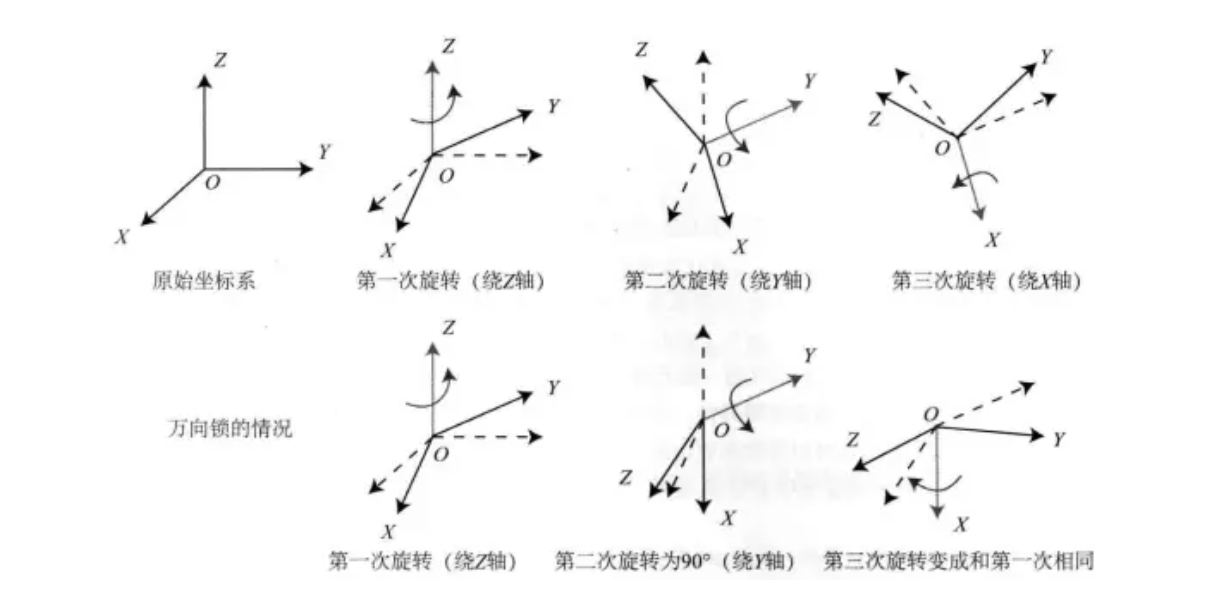 Z
Y
O
X
原始坐标系
Z
Y
O
X
第一次旋转（绕Z轴）
Z
Y
O
X
第二次旋转（绕Y轴）
Y
Z
O
X
第三次旋转（绕X轴）
万向锁的情况
Z
Y
O
X
第一次旋转（绕Z轴）
Y
O
Z
X
第二次旋转为90°（绕Y轴）
O
Z
Y
X
第三次旋转变成和第一次相同